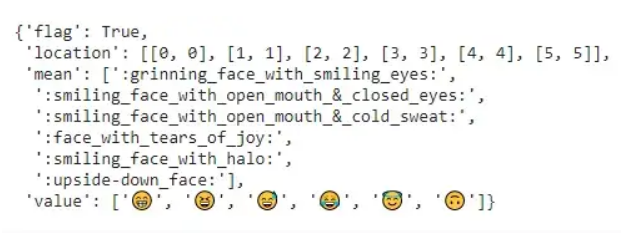 {'flag': True,
'location': [[0, 0], [1, 1], [2, 2], [3, 3], [4, 4], [5, 5]],
'mean': [':grinning_face_with_smiling_eyes:',
':smiling_face_with_open_mouth_&_closed_eyes:',
':smiling_face_with_open_mouth_&_cold_sweat:',
':face_with_tears_of_joy:',
':smiling_face_with_halo:',
':upside-down_face:'],
'value': ['😁', '😆', '😅', '😂', '😇', '🙃']}